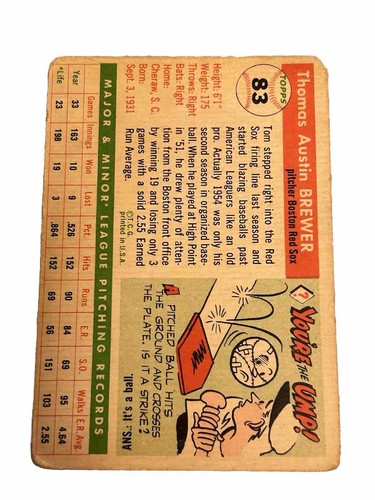 TOPPS
83
Thomas Austin BREWER
pitcher Boston Red Sox
Height: 6'1"
Weight: 175
Throws: Right
Bats: Right
Home:
Cheraw, S. C.
Born:
Sept. 3, 1931
Tom stepped right into the Red
Sox firing line last season and
started blazing baseballs past
American Leaguers like an old
pro. Actually 1954 was only his
second season in organized base-
ball. When he played at High Point
in '51, he drew plenty of atten-
tion from the Boston front office
by winning 19 and losing only 3
games with a solid 2.55 Earned
Run Average.
©T.C.G.
printed in U.S.A.
? YOU'RE THE UMP!
A PITCHED BALL HITS
THE GROUND AND CROSSES
THE PLATE. IS IT A STRIKE?
ANS.: It's a ball.
MAJOR & MINOR* LEAGUE PITCHING RECORDS
Games Innings Won Lost Pct. Hits Runs E.R. S.O. Walks E.R. Avg.
Year 33 163 10 9 .526 152 90 84 69 95 4.64
*Life 23 198 19 3 .864 152 69 56 151 103 2.55